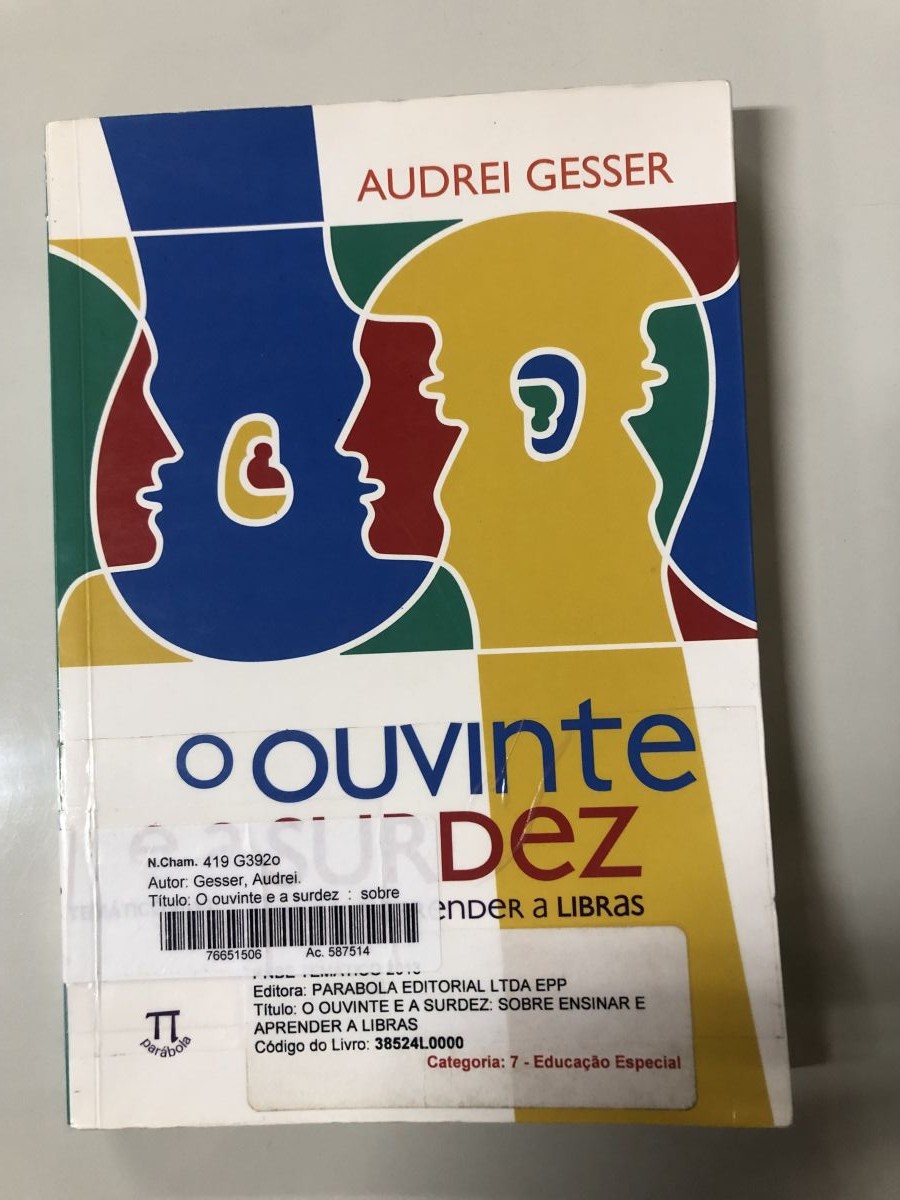 AUDREI GESSER
O OUVINTE
e a SURDEZ
ENDER a LIBRAS
N.Cham. 419 G392o
Autor: Gesser, Audrei.
Título: O ouvinte e a surdez : sobre
76651506 Ac. 587514
Editora: PARABOLA EDITORIAL LTDA EPP
Título: O OUVINTE E A SURDEZ: SOBRE ENSINAR E
APRENDER A LIBRAS
Código do Livro: 38524L0000
Categoria: 7 - Educação Especial
parábola